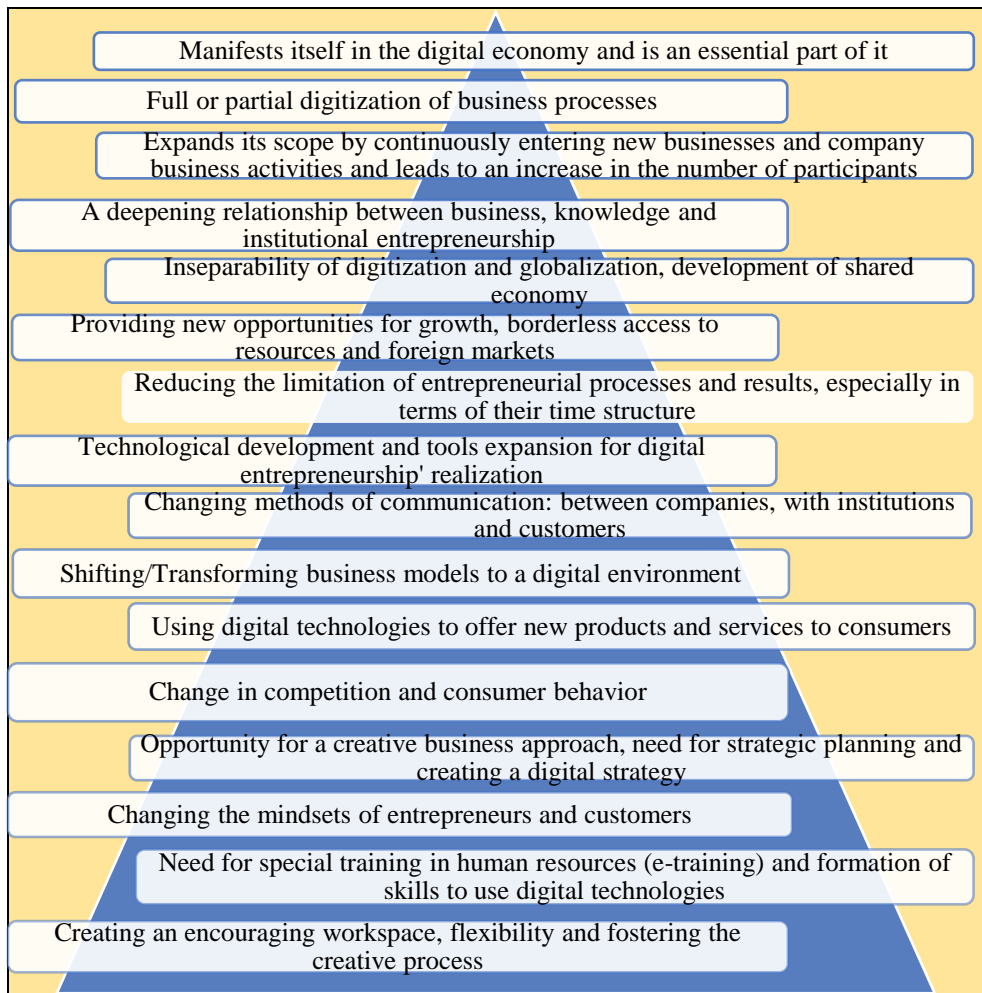 Manifests itself in the digital economy and is an essential part of it
Full or partial digitization of business processes
Expands its scope by continuously entering new businesses and company
business activities and leads to an increase in the number of participants
A deepening relationship between business, knowledge and
institutional entrepreneurship
Inseparability of digitization and globalization, development of shared
economy
Providing new opportunities for growth, borderless access to
resources and foreign markets
Reducing the limitation of entrepreneurial processes and results, especially in
terms of their time structure
Technological development and tools expansion for digital
entrepreneurship' realization
Changing methods of communication: between companies, with institutions
and customers
Shifting/Transforming business models to a digital environment
Using digital technologies to offer new products and services to consumers
Change in competition and consumer behavior
Opportunity for a creative business approach, need for strategic planning and
creating a digital strategy
Changing the mindsets of entrepreneurs and customers
Need for special training in human resources (e-training) and formation of
skills to use digital technologies
Creating an encouraging workspace, flexibility and fostering the
creative process